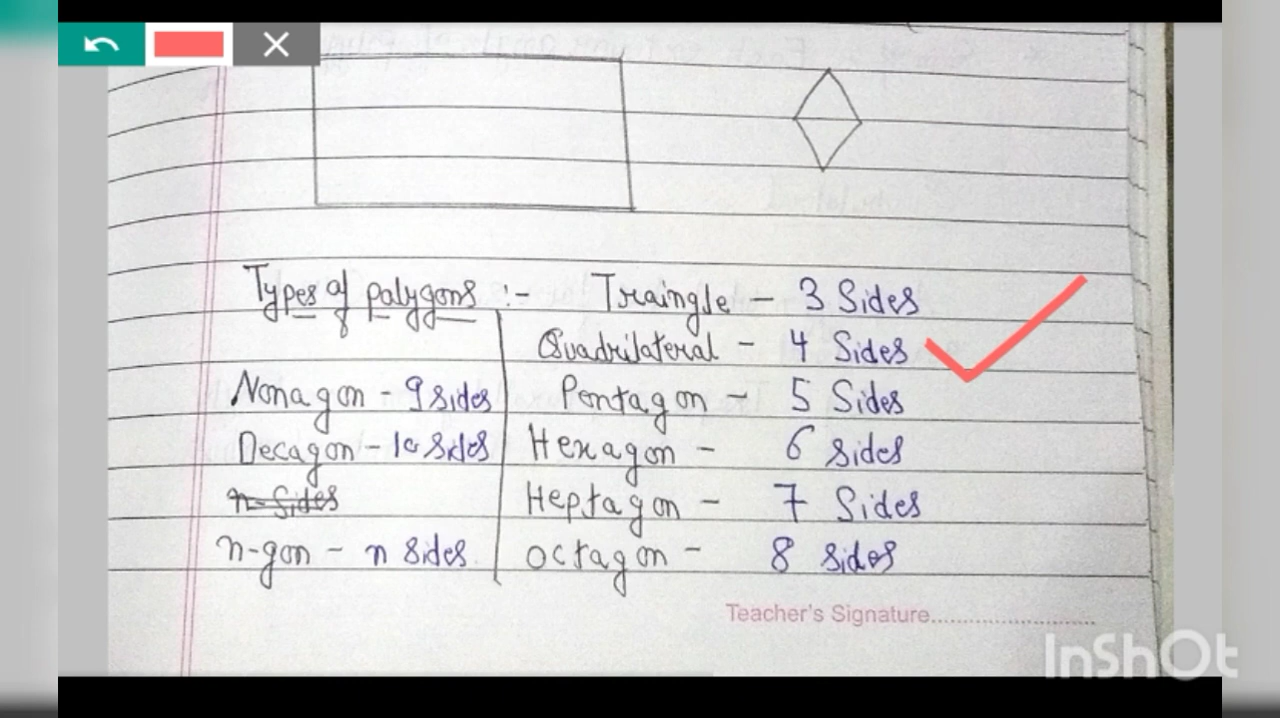 Types of polygons :- Traingle - 3 Sides
Quadrilateral - 4 Sides
Nonagon - 9 sides
Pentagon - 5 Sides
Decagon - 10 sides
Hexagon - 6 sides
n-Sides
Heptagon - 7 Sides
n-gon - n Sides.
Octagon - 8 sides
Teacher's Signature..............................
InShOt